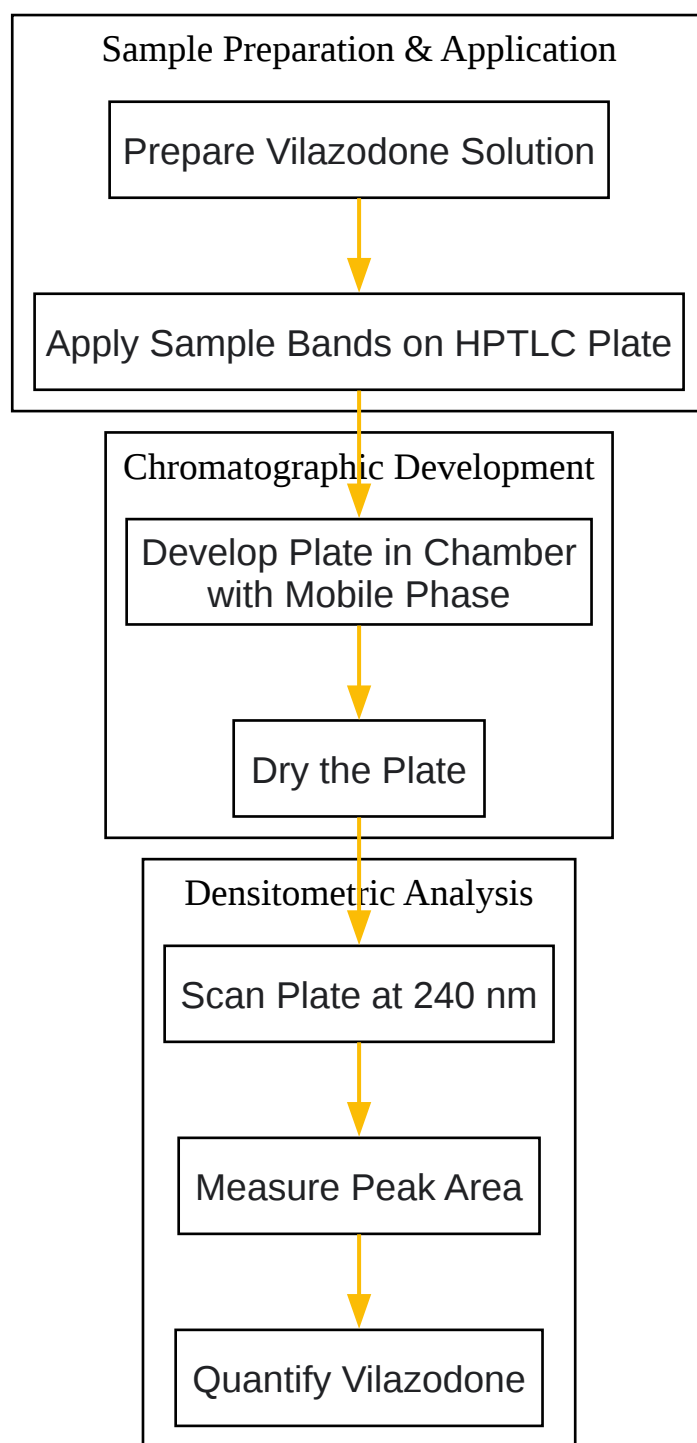 Sample Preparation & Application
Prepare Vilazodone Solution
Apply Sample Bands on HPTLC Plate
Chromatographic Development
Develop Plate in Chamber
with Mobile Phase
Dry the Plate
Densitometric Analysis
Scan Plate at 240 nm
Measure Peak Area
Quantify Vilazodone